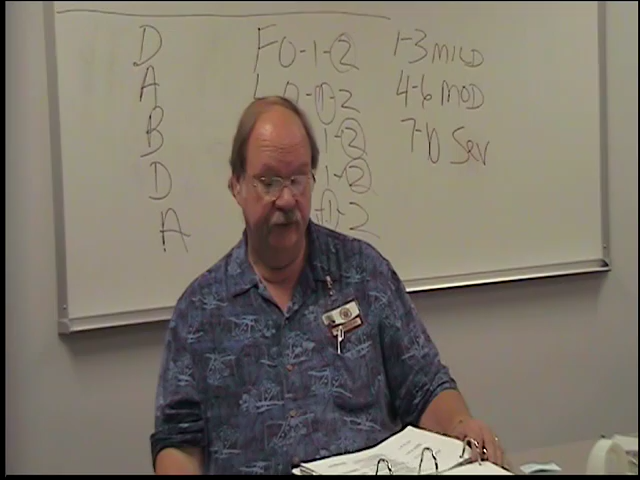 D F 0-1-2 1-3 MILD
A L 0-1-2 4-6 MOD
B 1-2 7-10 Sev
D 1-2
A 1-2